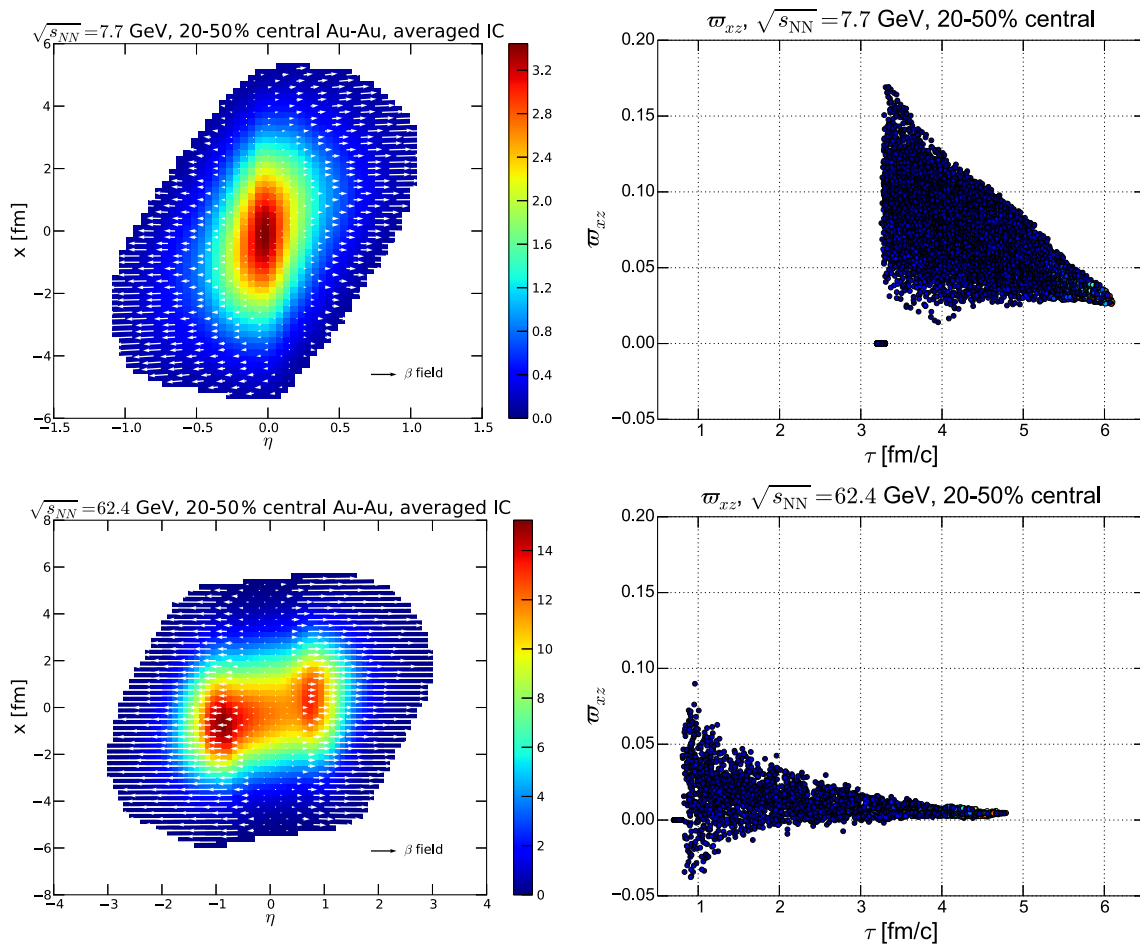 √s_NN = 7.7 GeV, 20-50% central Au-Au, averaged IC
6
4
2
0
−2
−4
−6
x [fm]
−1.5 −1.0 −0.5 0.0 0.5 1.0 1.5
η
β field
3.2
2.8
2.4
2.0
1.6
1.2
0.8
0.4
0.0
ϖ_xz, √s_NN = 7.7 GeV, 20-50% central
0.20
0.15
0.10
0.05
0.00
−0.05
ϖ_xz
1 2 3 4 5 6
τ [fm/c]
√s_NN = 62.4 GeV, 20-50% central Au-Au, averaged IC
8
6
4
2
0
−2
−4
−6
−8
x [fm]
−4 −3 −2 −1 0 1 2 3 4
η
β field
14
12
10
8
6
4
2
0
ϖ_xz, √s_NN = 62.4 GeV, 20-50% central
0.20
0.15
0.10
0.05
0.00
−0.05
ϖ_xz
1 2 3 4 5 6
τ [fm/c]